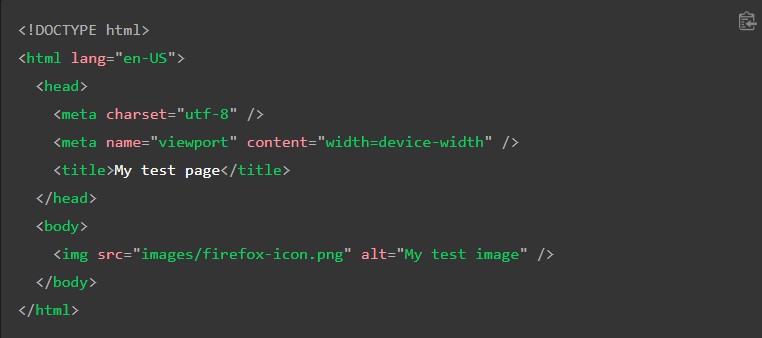 <!DOCTYPE html>
<html lang="en-US">
  <head>
    <meta charset="utf-8" />
    <meta name="viewport" content="width=device-width" />
    <title>My test page</title>
  </head>
  <body>
    <img src="images/firefox-icon.png" alt="My test image" />
  </body>
</html>